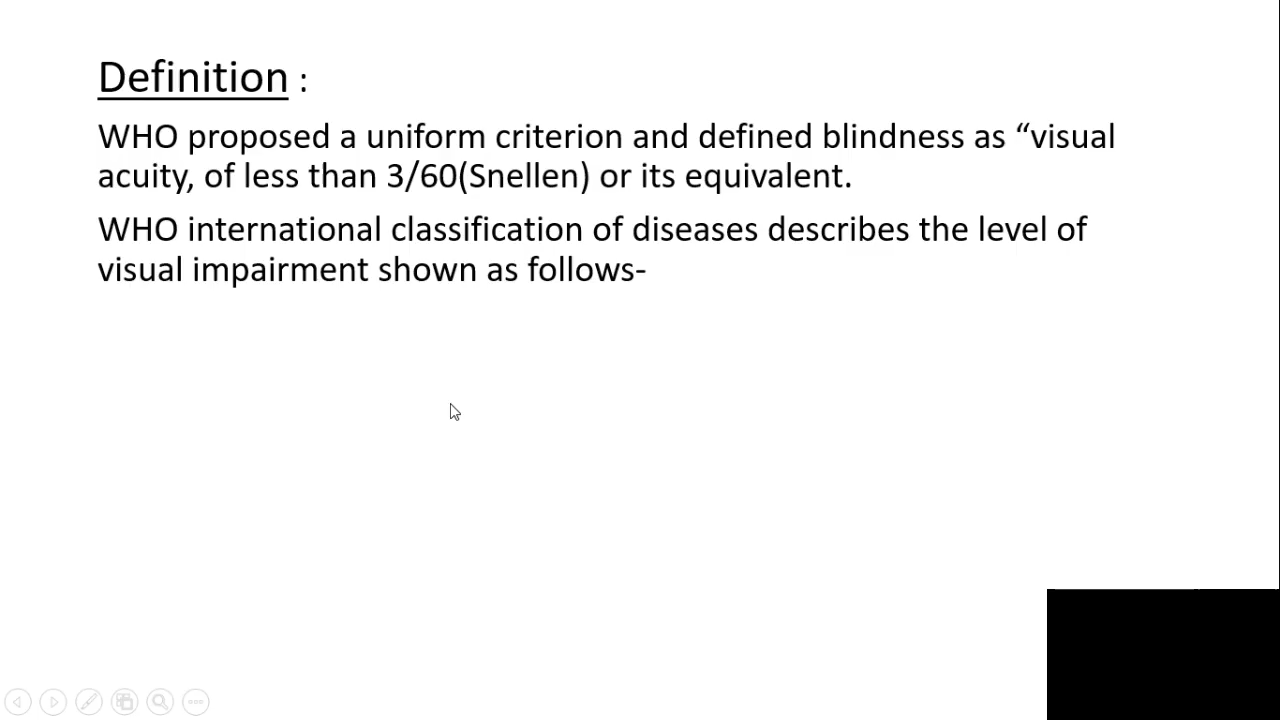 Definition :
WHO proposed a uniform criterion and defined blindness as “visual
acuity, of less than 3/60(Snellen) or its equivalent.
WHO international classification of diseases describes the level of
visual impairment shown as follows-